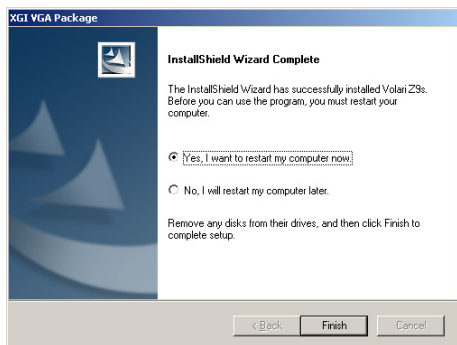 XGI VGA Package
InstallShield Wizard Complete
The InstallShield Wizard has successfully installed Volari Z9s.
Before you can use the program, you must restart your
computer.
Yes, I want to restart my computer now.
No, I will restart my computer later.
Remove any disks from their drives, and then click Finish to
complete setup.
< Back Finish Cancel